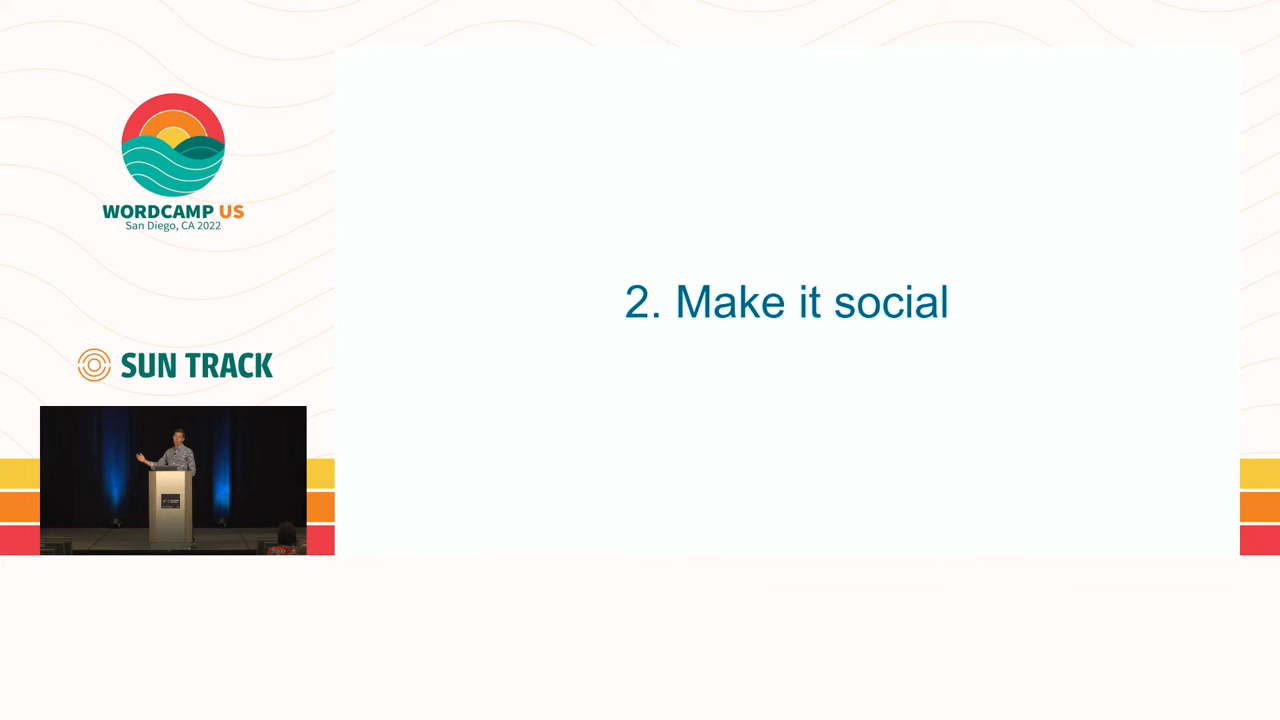 WORDCAMP US
San Diego, CA 2022
2. Make it social
SUN TRACK